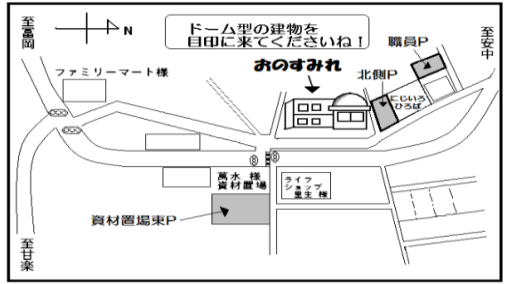 至富岡
N
ドーム型の建物を
目印に来てくださいね！
至安中
職員P
ファミリーマート様
おのすみれ
北側P
にじいろ
ひろば
萬水 様
資材置場
ライフ
ショップ
里生 様
資材置場東P
至甘楽